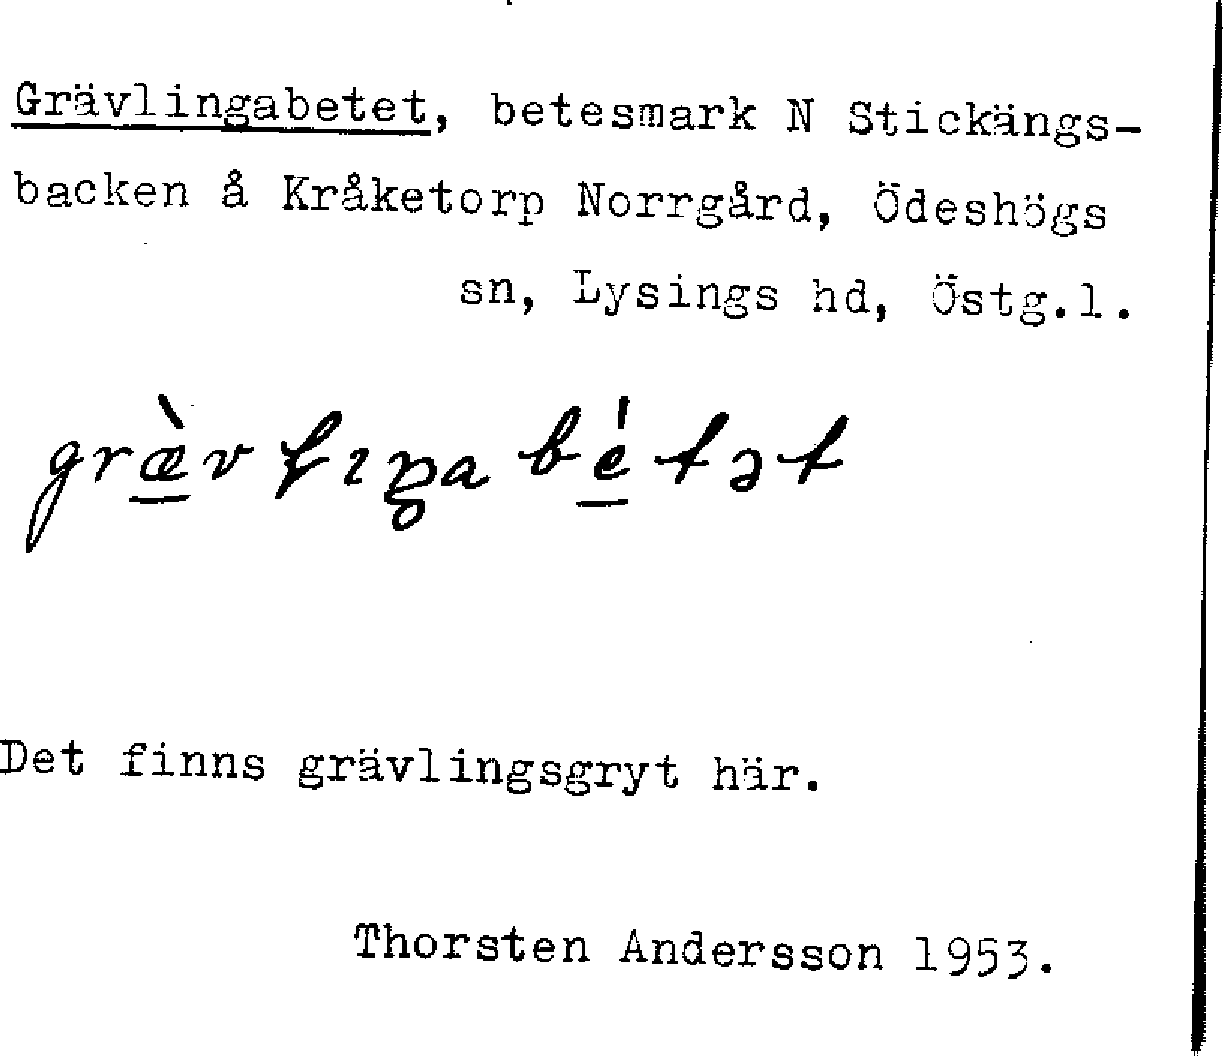 Grävlingabetet, betesmark N Stickängs-
backen å Kråketorp Norrgård, Ödeshögs
sn, Lysings hd, Östg.l.
Det finns grävlingsgryt här.
Thorsten Andersson 1953.